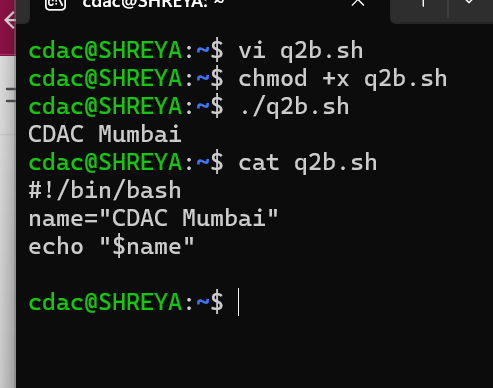 cdac@SHREYA: ~
cdac@SHREYA:~$ vi q2b.sh
cdac@SHREYA:~$ chmod +x q2b.sh
cdac@SHREYA:~$ ./q2b.sh
CDAC Mumbai
cdac@SHREYA:~$ cat q2b.sh
#!/bin/bash
name="CDAC Mumbai"
echo "$name"
cdac@SHREYA:~$